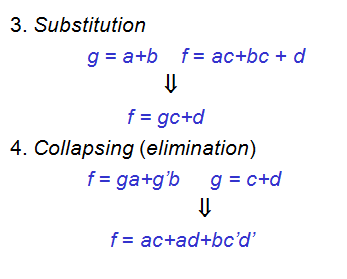 3. Substitution
g = a+b f = ac+bc + d
⇓
f = gc+d
4. Collapsing (elimination)
f = ga+g’b g = c+d
⇓
f = ac+ad+bc’d’